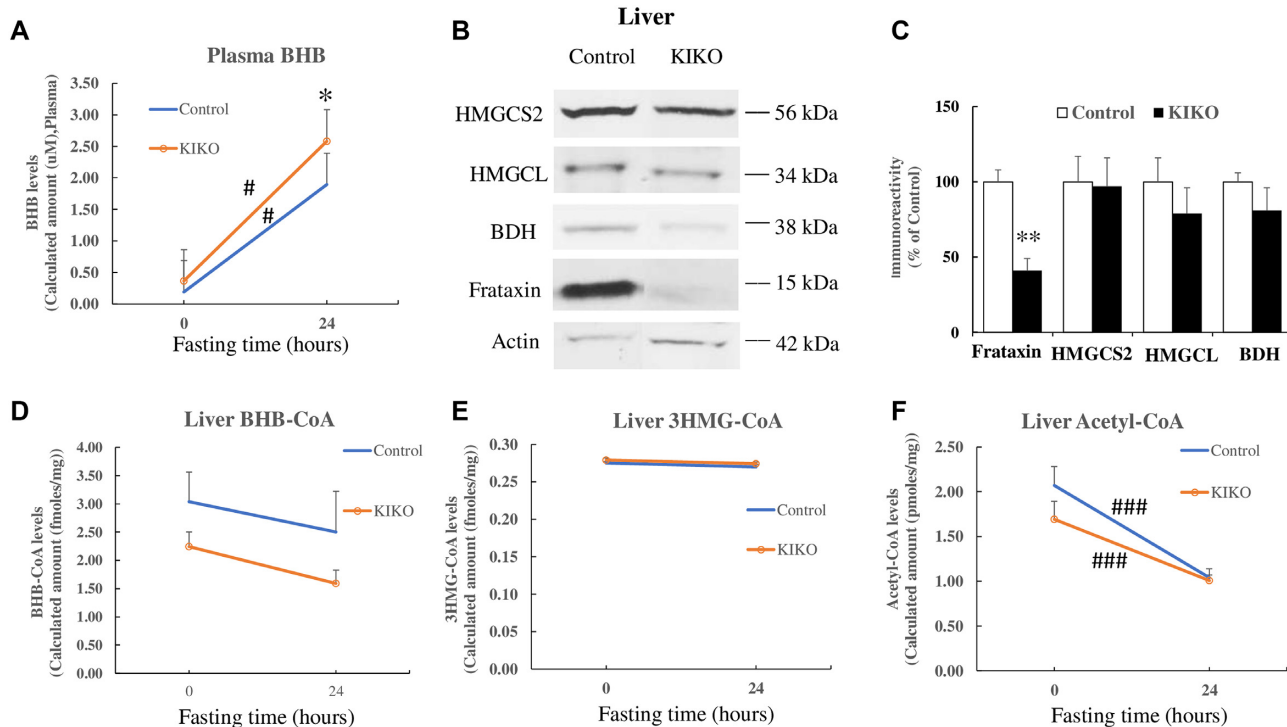 A
Plasma BHB
BHB levels
(Calculated amount (uM),Plasma)
3.50
3.00
2.50
2.00
1.50
1.00
0.50
0.00
Control
KIKO
*
#
#
0 24
Fasting time (hours)
B
Liver
Control KIKO
HMGCS2 56 kDa
HMGCL 34 kDa
BDH 38 kDa
Frataxin 15 kDa
Actin 42 kDa
C
Immunoreactivity
(% of Control)
150
100
50
0
Control KIKO
**
Frataxin HMGCS2 HMGCL BDH
D
Liver BHB-CoA
BHB-CoA levels
(Calculated amount (fmoles/mg))
4.00
3.50
3.00
2.50
2.00
1.50
1.00
0.50
0.00
Control
KIKO
0 24
Fasting time (hours)
E
Liver 3HMG-CoA
3HMG-CoA levels
(Calculated amount (fmoles/mg))
0.30
0.25
0.20
0.15
0.10
0.05
0.00
Control
KIKO
0 24
Fasting time (hours)
F
Liver Acetyl-CoA
Acetyl-CoA levels
(Calculated amount (pmoles/mg))
2.50
2.00
1.50
1.00
0.50
0.00
Control
KIKO
###
###
0 24
Fasting time (hours)